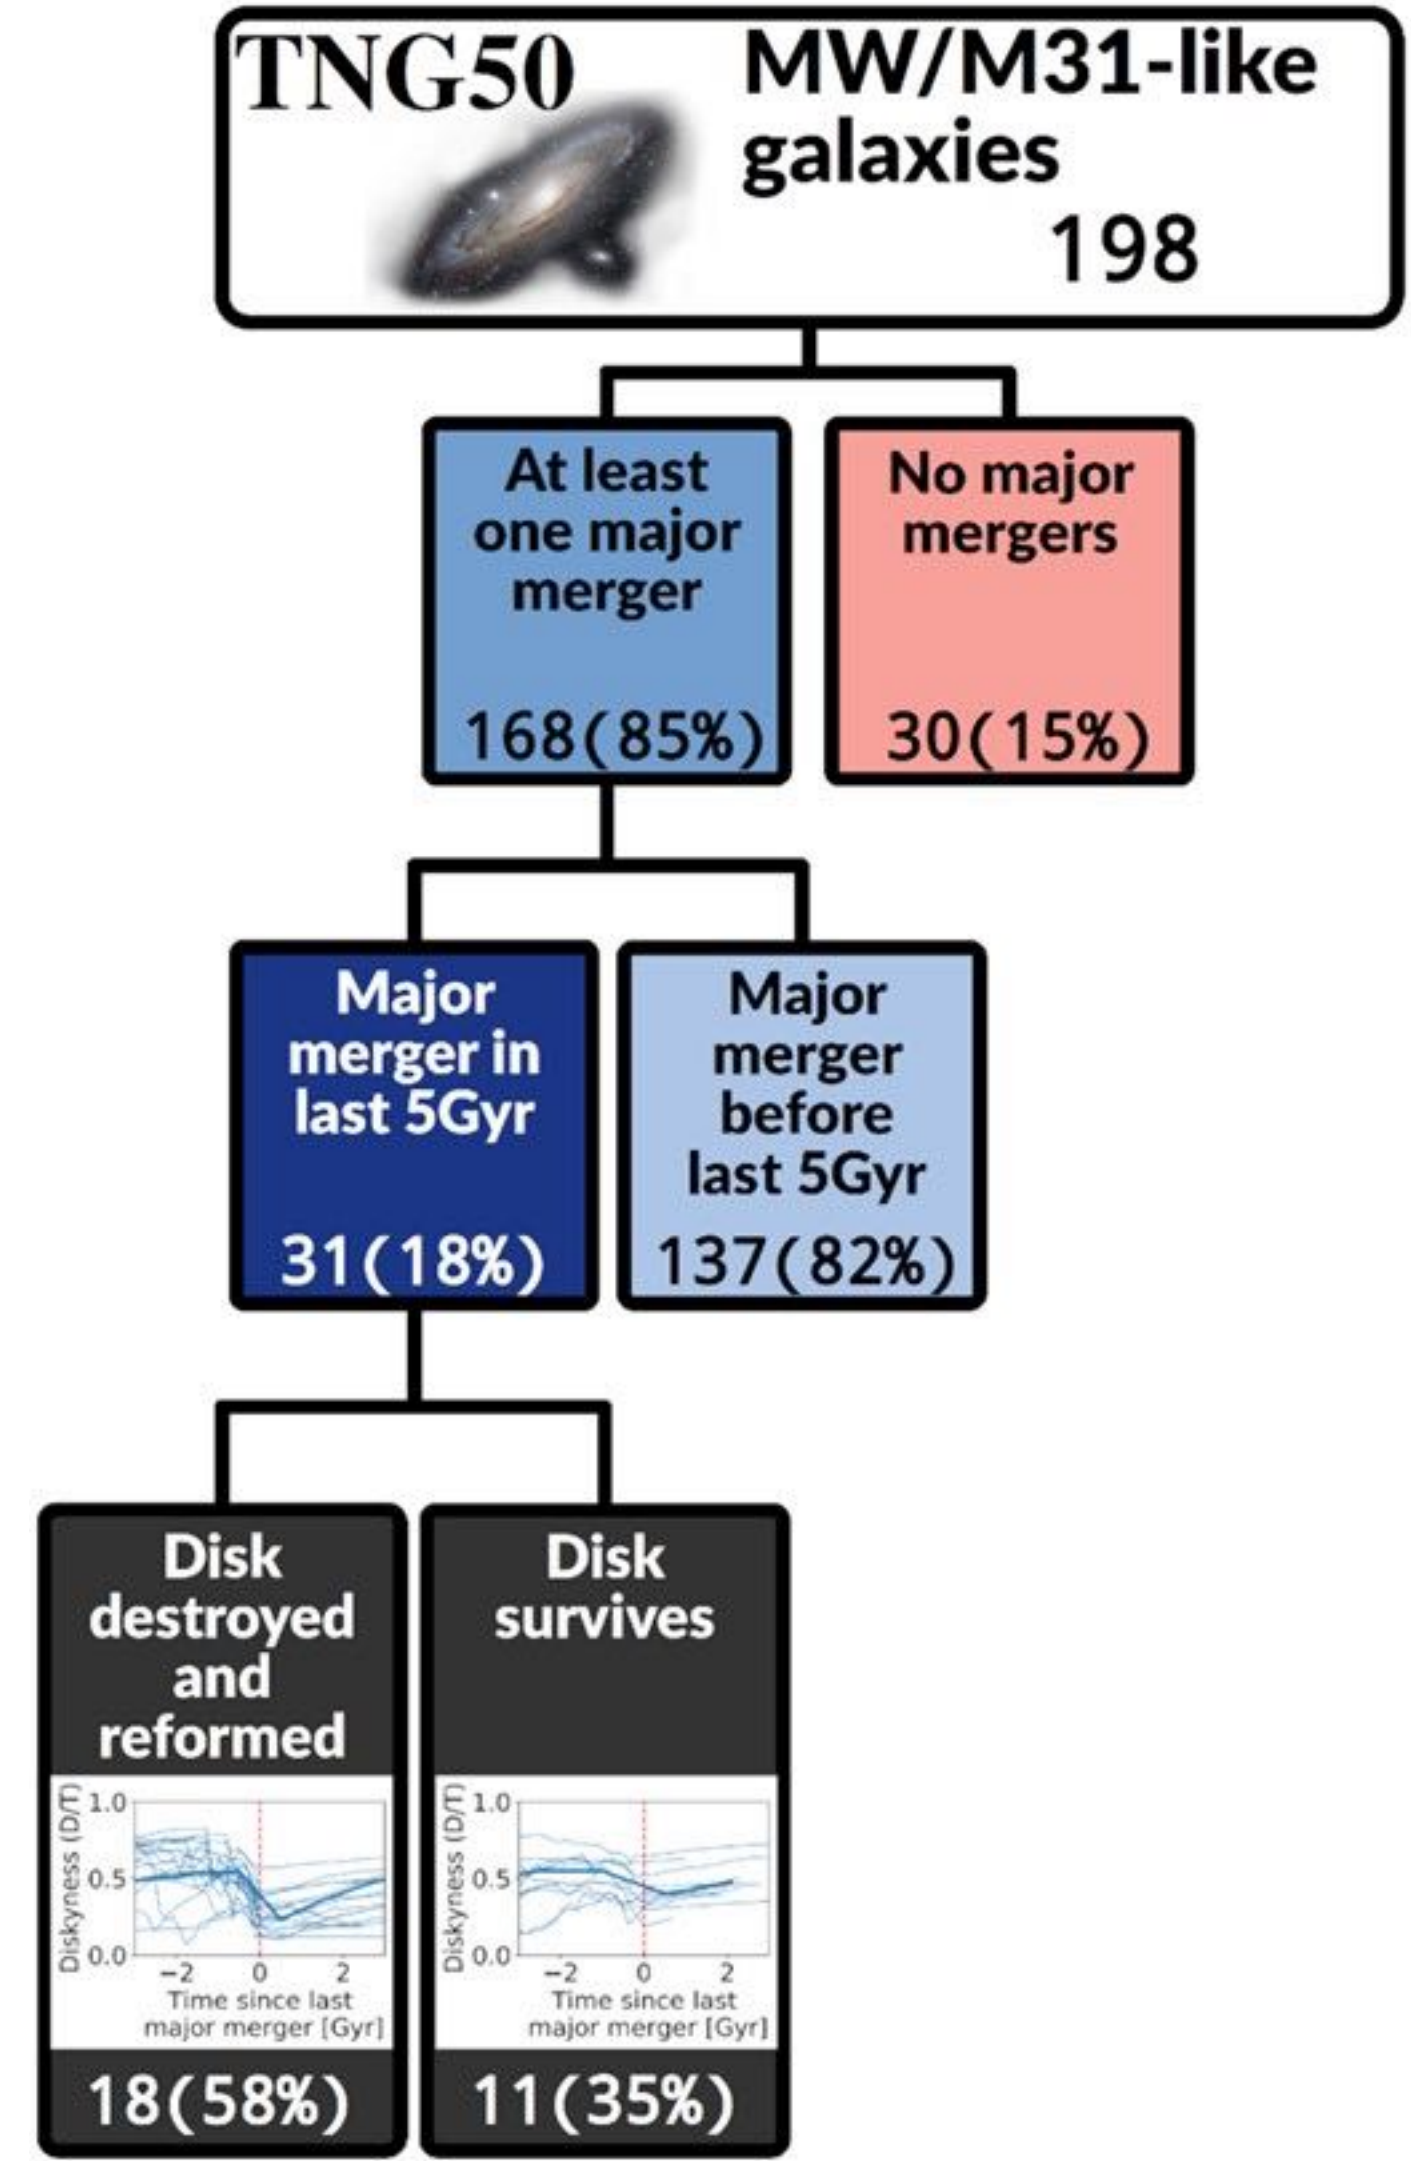 TNG50
MW/M31-like
galaxies
198
At least
one major
merger
168(85%)
No major
mergers
30(15%)
Major
merger in
last 5Gyr
31(18%)
Major
merger
before
last 5Gyr
137(82%)
Disk
destroyed
and
reformed
Diskyness (D/T)
1.0
0.5
0.0
−2 0 2
Time since last
major merger [Gyr]
18(58%)
Disk
survives
Diskyness (D/T)
1.0
0.5
0.0
−2 0 2
Time since last
major merger [Gyr]
11(35%)